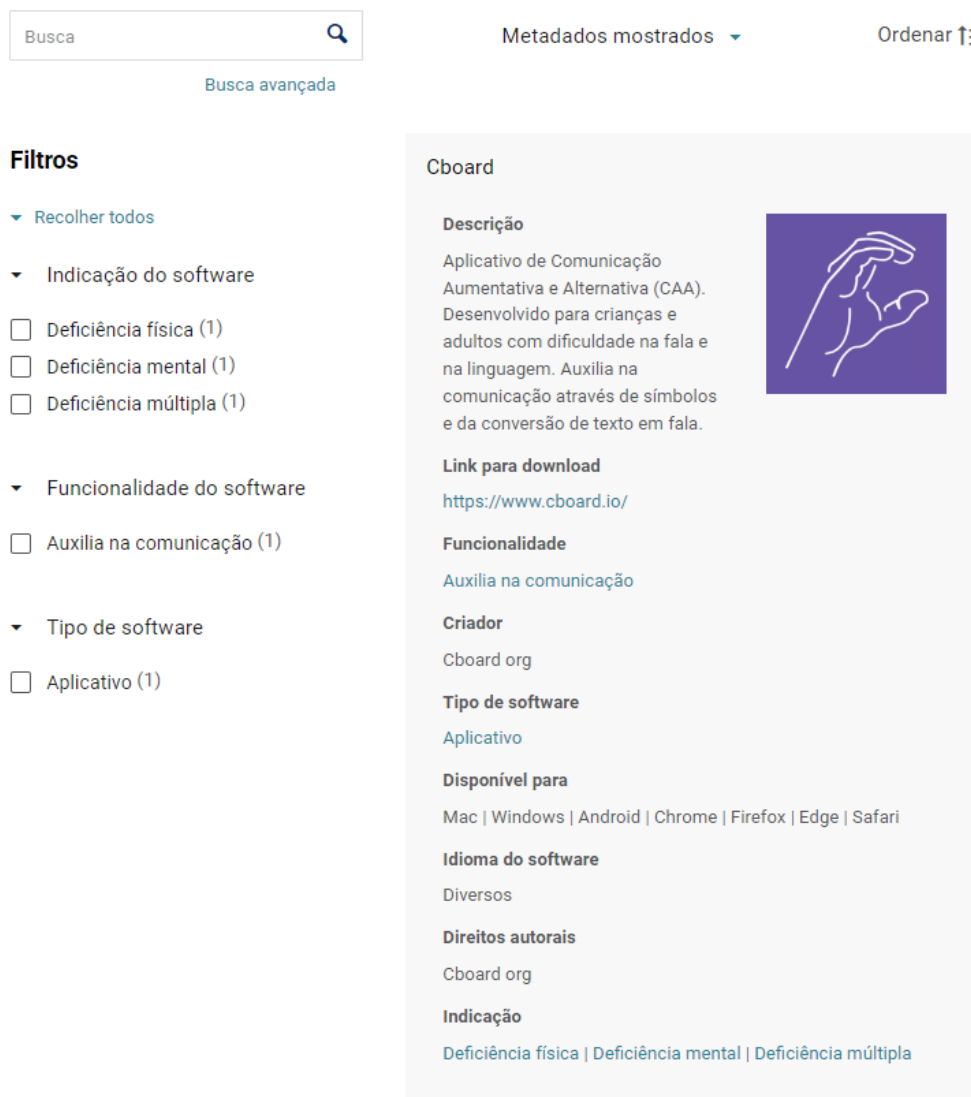 Busca
Metadados mostrados
Ordenar
Busca avançada
Filtros
Recolher todos
Indicação do software
Deficiência física (1)
Deficiência mental (1)
Deficiência múltipla (1)
Funcionalidade do software
Auxilia na comunicação (1)
Tipo de software
Aplicativo (1)
Cboard
Descrição
Aplicativo de Comunicação
Aumentativa e Alternativa (CAA).
Desenvolvido para crianças e
adultos com dificuldade na fala e
na linguagem. Auxilia na
comunicação através de símbolos
e da conversão de texto em fala.
Link para download
https://www.cboard.io/
Funcionalidade
Auxilia na comunicação
Criador
Cboard org
Tipo de software
Aplicativo
Disponível para
Mac | Windows | Android | Chrome | Firefox | Edge | Safari
Idioma do software
Diversos
Direitos autorais
Cboard org
Indicação
Deficiência física | Deficiência mental | Deficiência múltipla